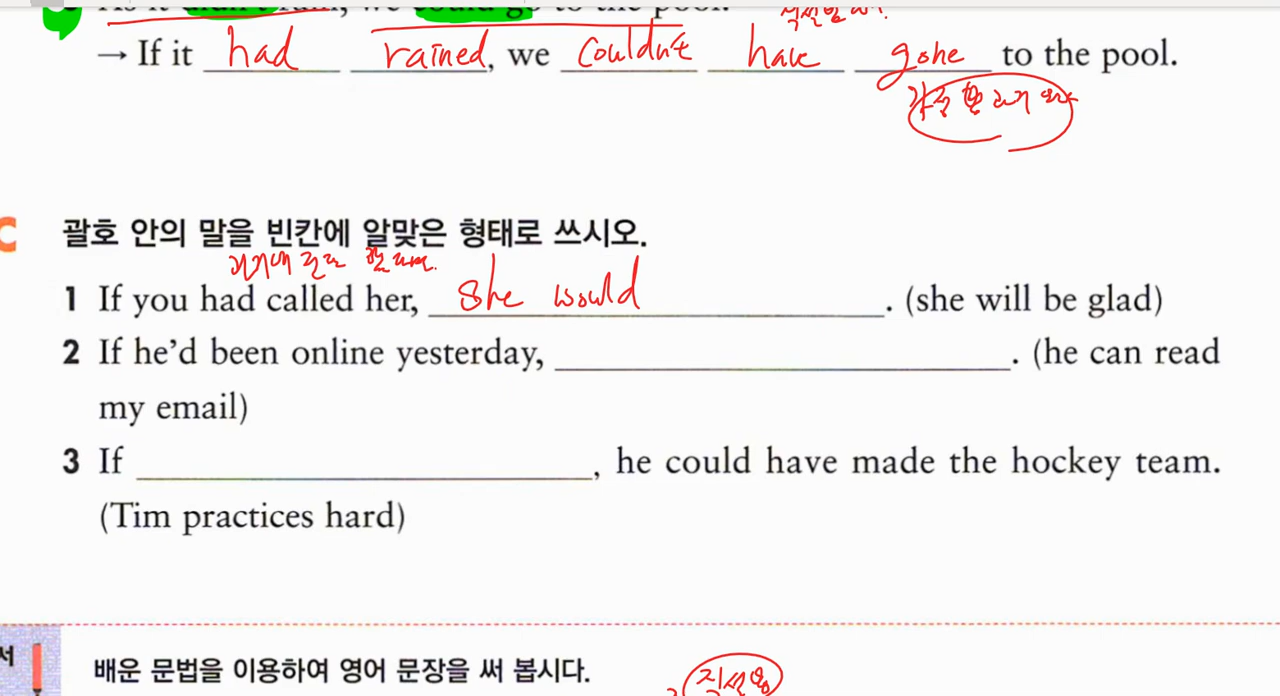 → If it had rained, we couldn't have gone to the pool.
C 괄호 안의 말을 빈칸에 알맞은 형태로 쓰시오.
1 If you had called her, she would . (she will be glad)
2 If he'd been online yesterday, . (he can read
my email)
3 If , he could have made the hockey team.
(Tim practices hard)
서
배운 문법을 이용하여 영어 문장을 써 봅시다.
직설법